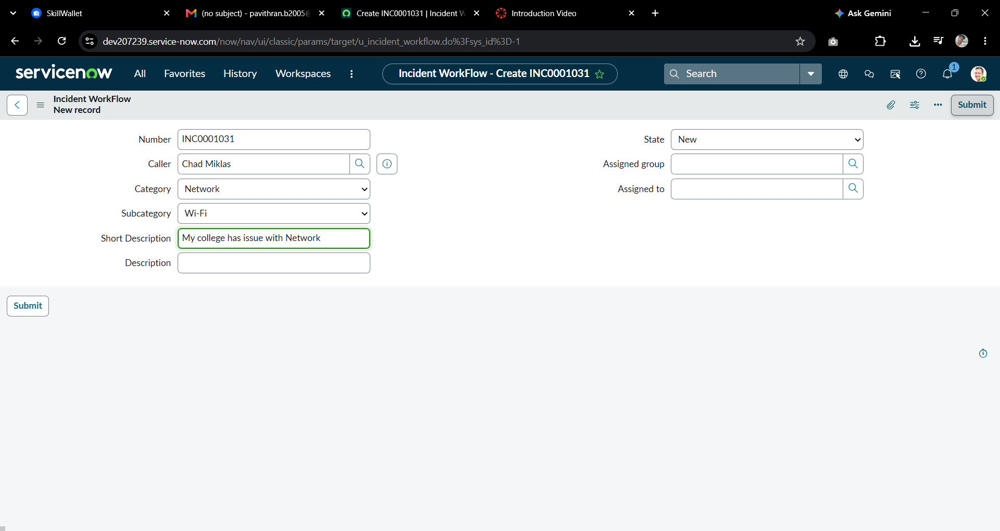 SkillWallet
(no subject) - pavithran.b2005@
Create INC0001031 | Incident W
Introduction Video
Ask Gemini
dev207239.service-now.com/now/nav/ui/classic/params/target/u_incident_workflow.do%3Fsys_id%3D-1
servicenow
All
Favorites
History
Workspaces
Incident WorkFlow - Create INC0001031
Search
1
Incident WorkFlow
New record
Submit
Number
INC0001031
State
New
Caller
Chad Miklas
Assigned group
Category
Network
Assigned to
Subcategory
Wi-Fi
Short Description
My college has issue with Network
Description
Submit